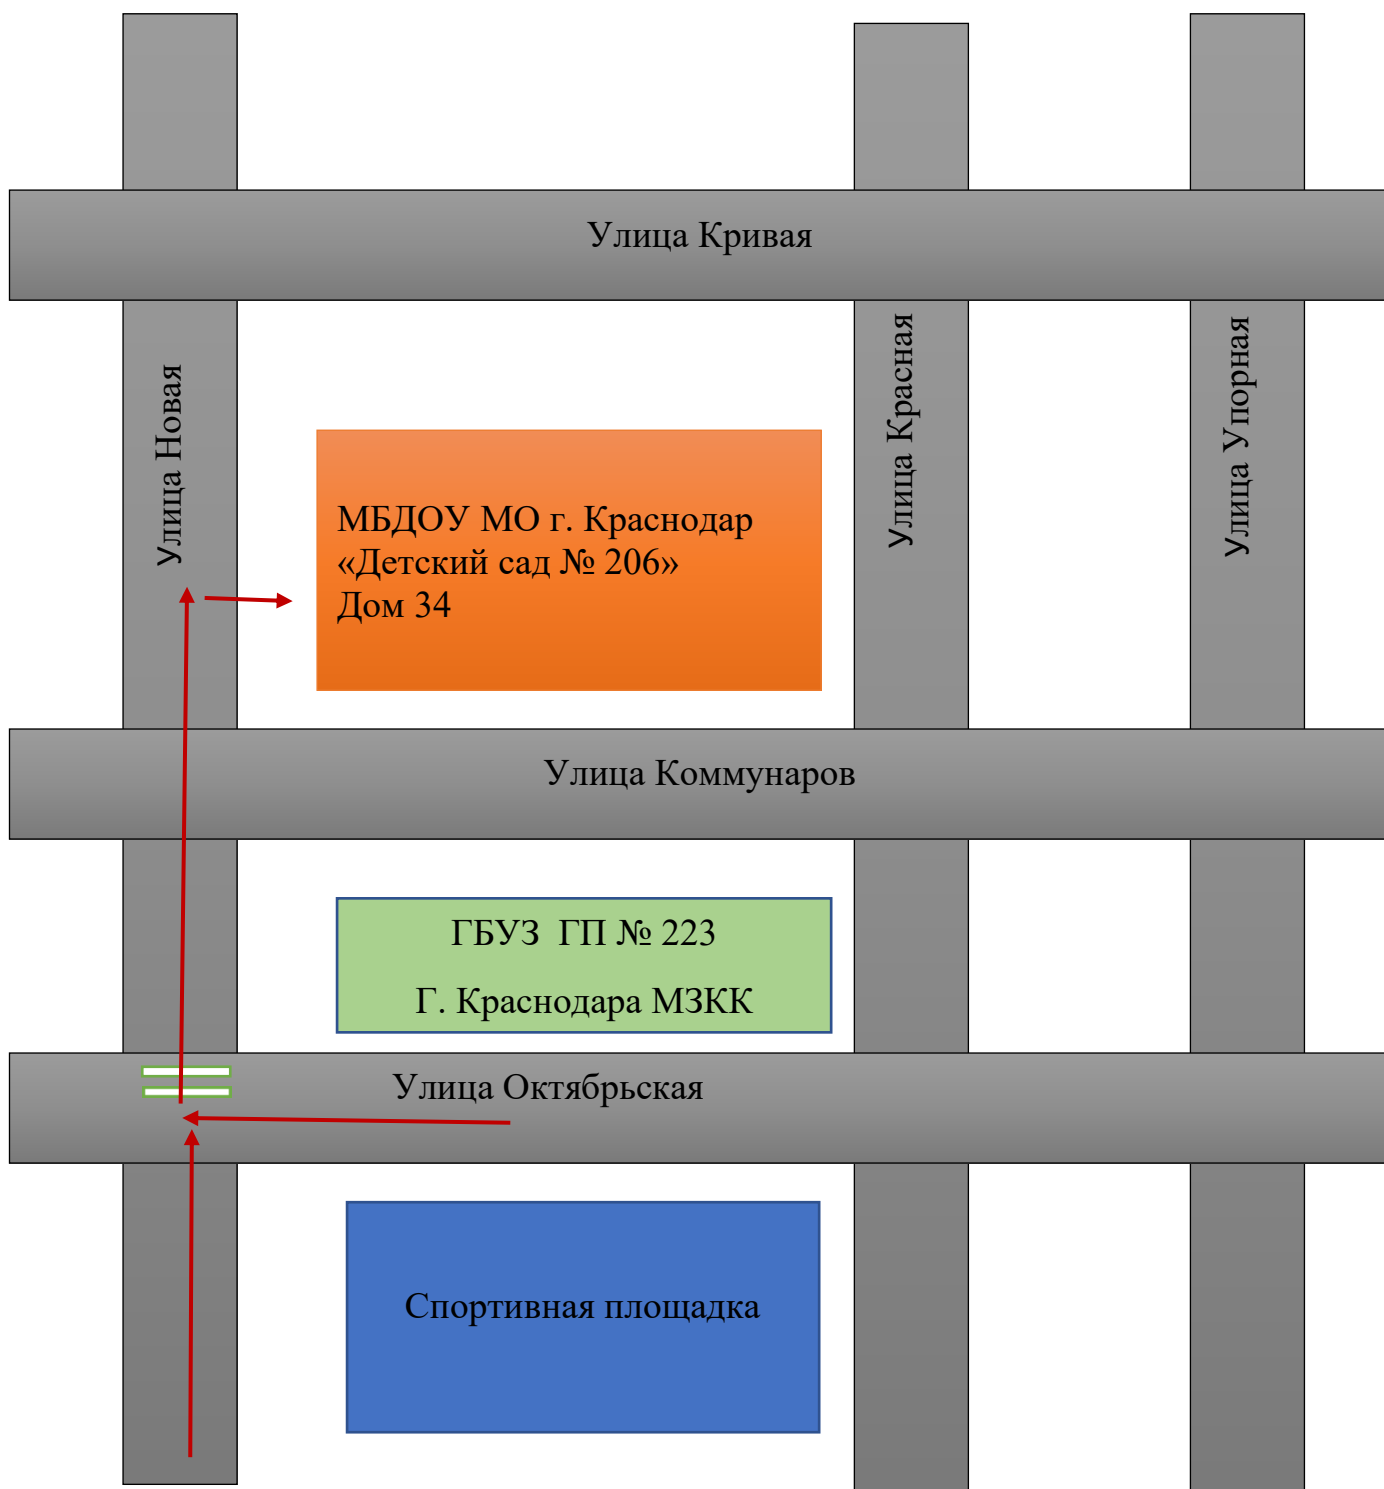 Улица Кривая
Улица Новая
Улица Красная
Улица Упорная
МБДОУ МО г. Краснодар
«Детский сад № 206»
Дом 34
Улица Коммунаров
ГБУЗ ГП № 223
Г. Краснодара МЗКК
Улица Октябрьская
Спортивная площадка